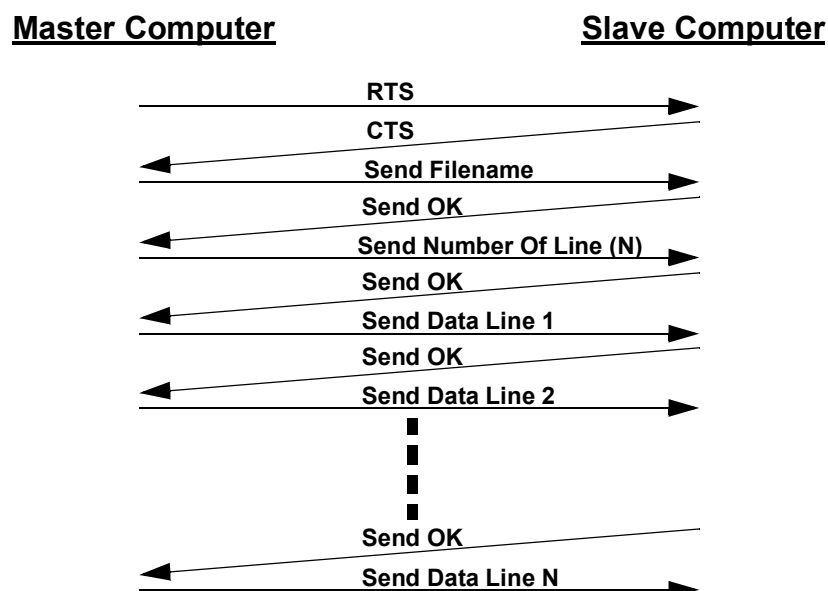 Master Computer
Slave Computer
RTS
CTS
Send Filename
Send OK
Send Number Of Line (N)
Send OK
Send Data Line 1
Send OK
Send Data Line 2
Send OK
Send Data Line N